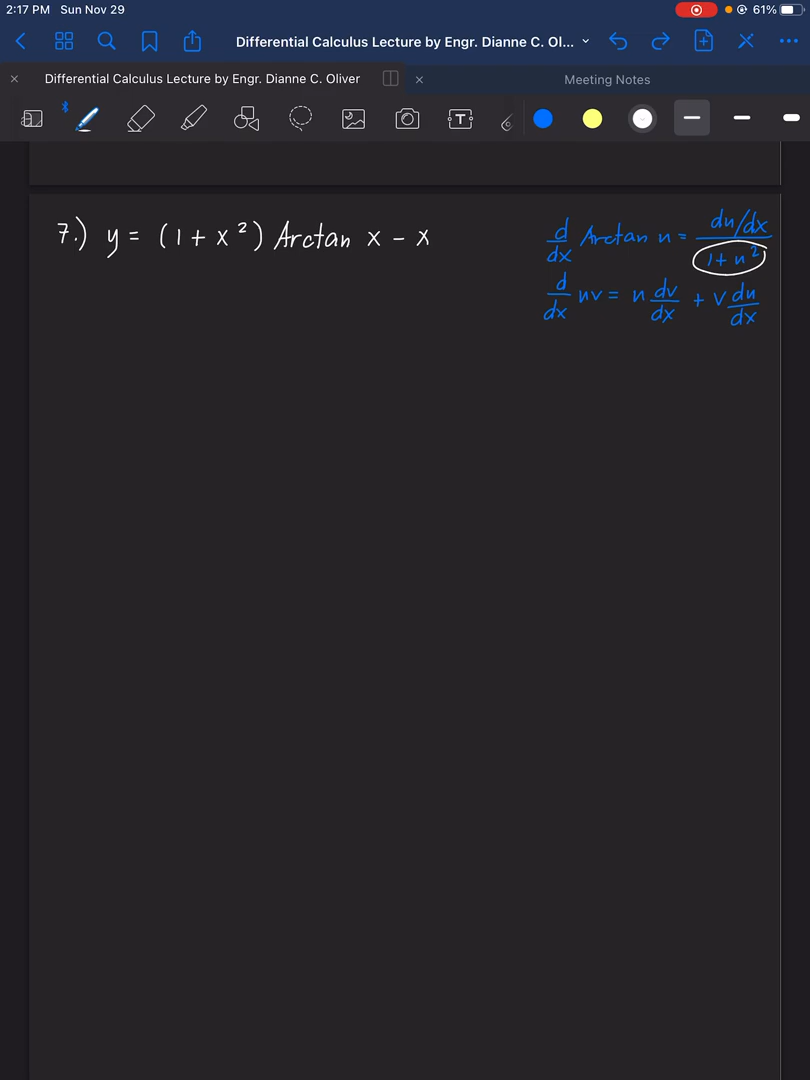 2:17 PM Sun Nov 29 61%
Differential Calculus Lecture by Engr. Dianne C. Ol...
Differential Calculus Lecture by Engr. Dianne C. Oliver
Meeting Notes
T
7.) y = (1 + x²) Arctan x - x
d/dx Arctan u = du/dx / 1 + u²
d/dx uv = u dv/dx + v du/dx